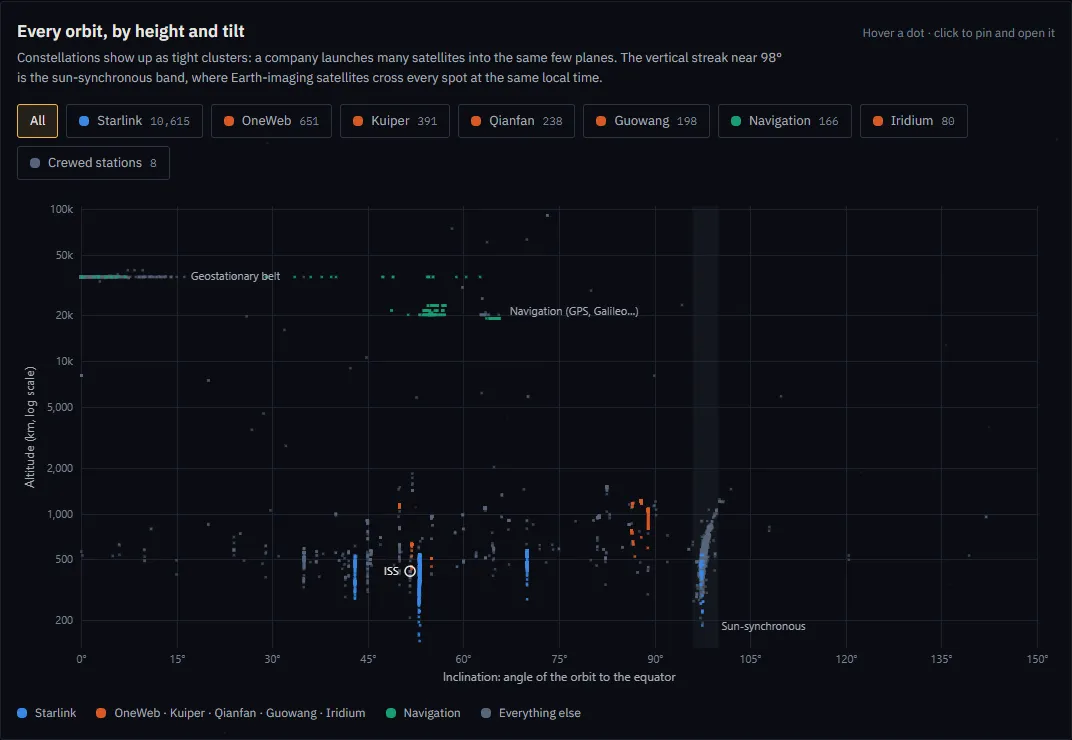 Every orbit, by height and tilt
Hover a dot · click to pin and open it
Constellations show up as tight clusters: a company launches many satellites into the same few planes. The vertical streak near 98°
is the sun-synchronous band, where Earth-imaging satellites cross every spot at the same local time.
All
Starlink 10,615
OneWeb 651
Kuiper 391
Qianfan 238
Guowang 198
Navigation 166
Iridium 80
Crewed stations 8
100k
50k
20k
10k
5,000
2,000
1,000
500
200
Altitude (km, log scale)
Geostationary belt
Navigation (GPS, Galileo…)
ISS
Sun-synchronous
0°
15°
30°
45°
60°
75°
90°
105°
120°
135°
150°
Inclination: angle of the orbit to the equator
Starlink
OneWeb · Kuiper · Qianfan · Guowang · Iridium
Navigation
Everything else